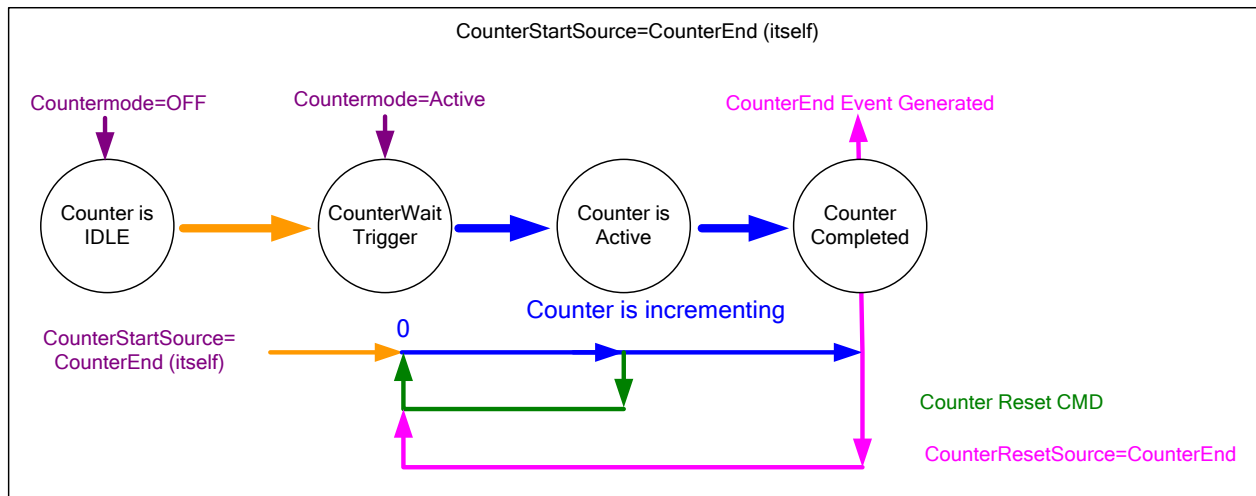 CounterStartSource=CounterEnd (itself)
Countermode=OFF
Countermode=Active
CounterEnd Event Generated
Counter is
IDLE
CounterWait
Trigger
Counter is
Active
Counter
Completed
Counter is incrementing
CounterStartSource=
CounterEnd (itself)
0
Counter Reset CMD
CounterResetSource=CounterEnd